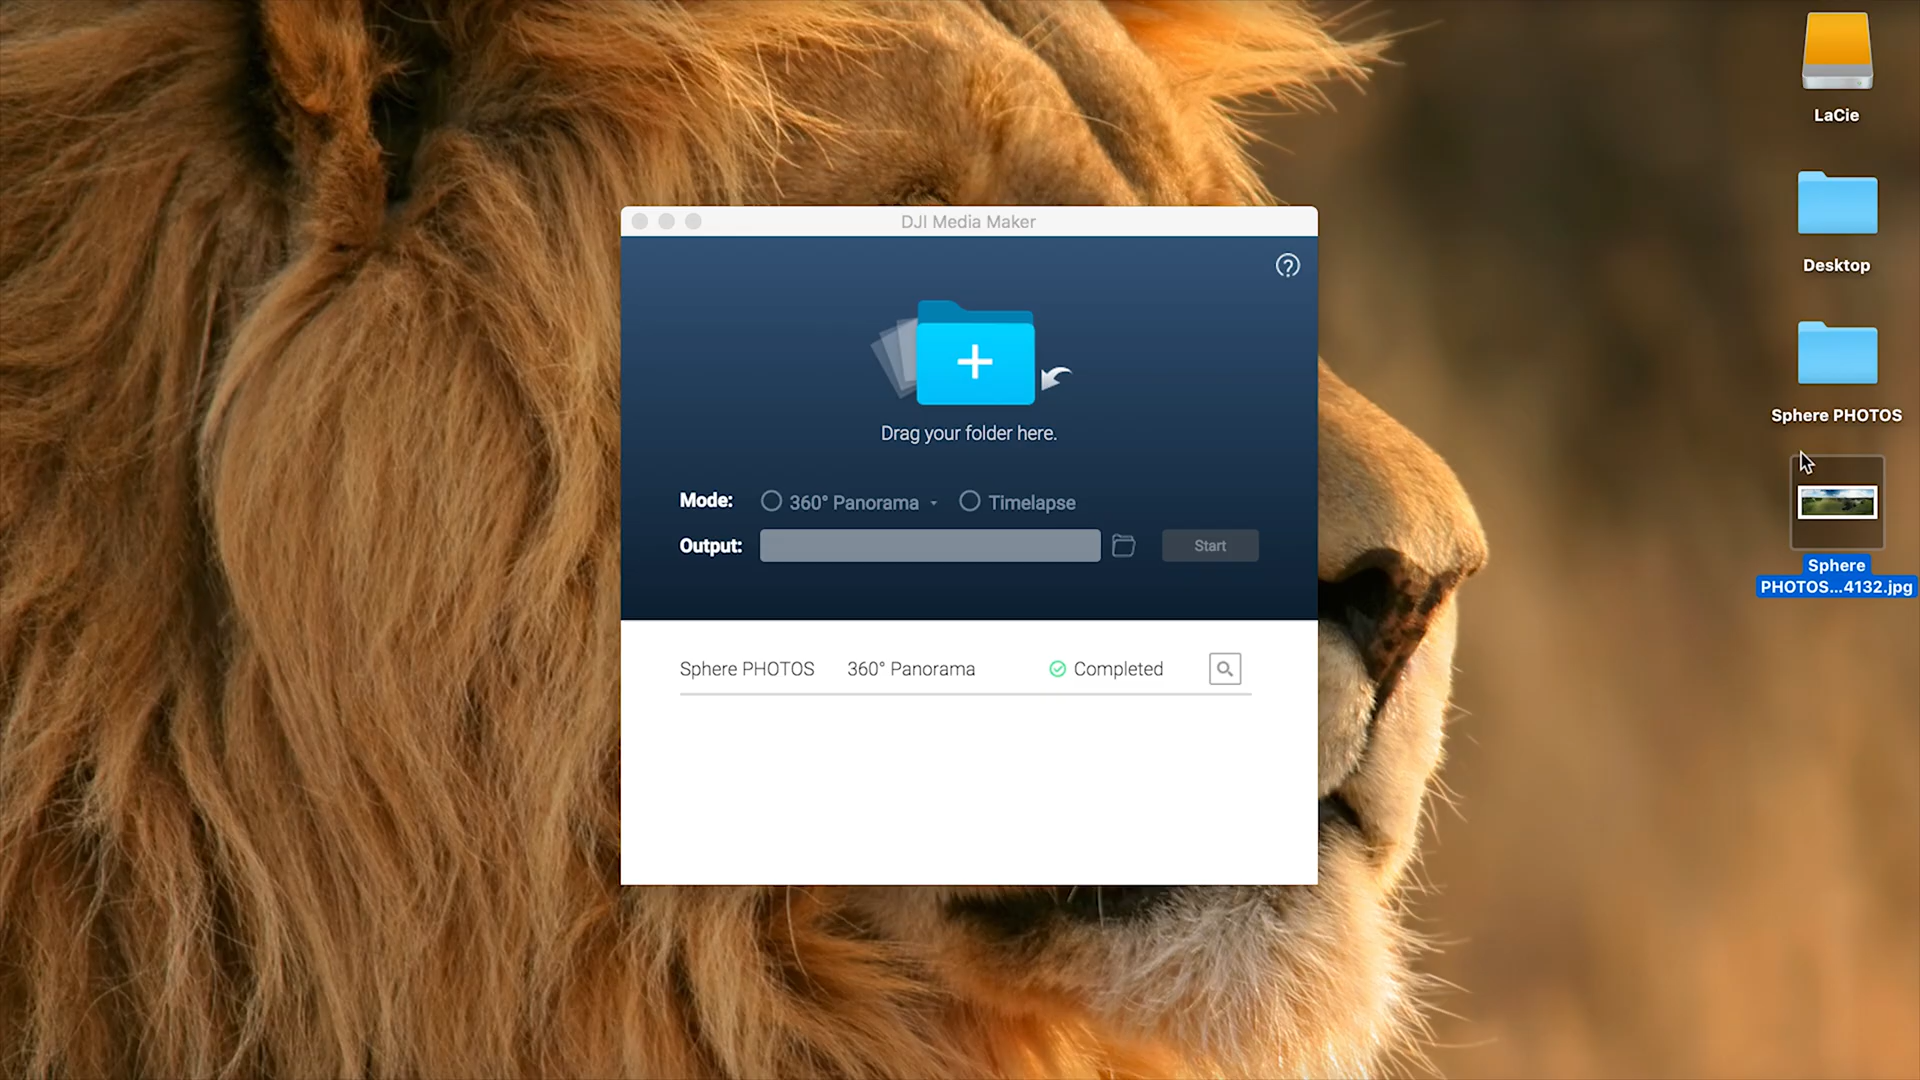 DJI Media Maker
Drag your folder here.
Mode: 360° Panorama Timelapse
Output: Start
Sphere PHOTOS 360° Panorama Completed
LaCie
Desktop
Sphere PHOTOS
Sphere
PHOTOS...4132.jpg